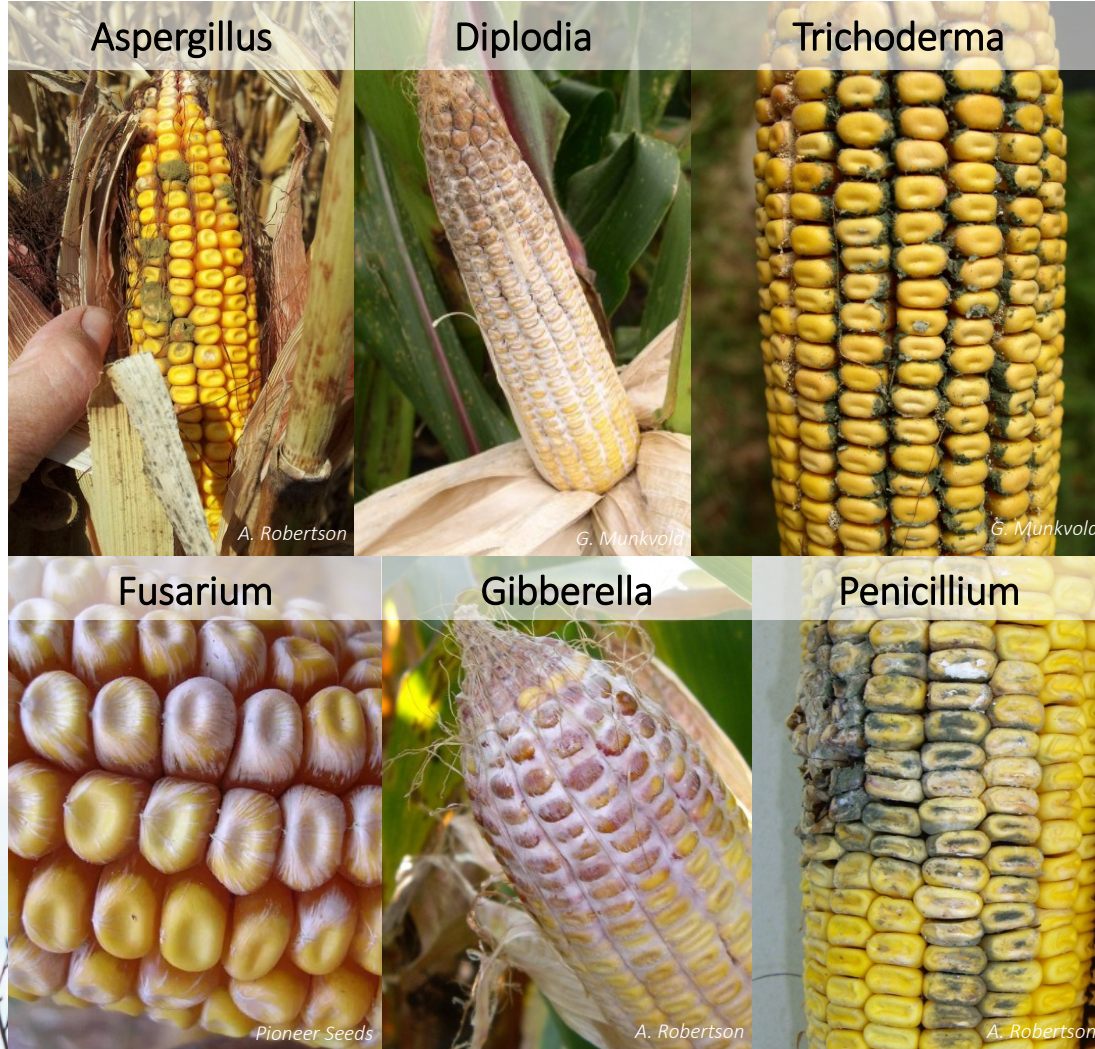 Aspergillus
Diplodia
Trichoderma
A. Robertson
G. Munkvold
G. Munkvold
Fusarium
Gibberella
Penicillium
Pioneer Seeds
A. Robertson
A. Robertson